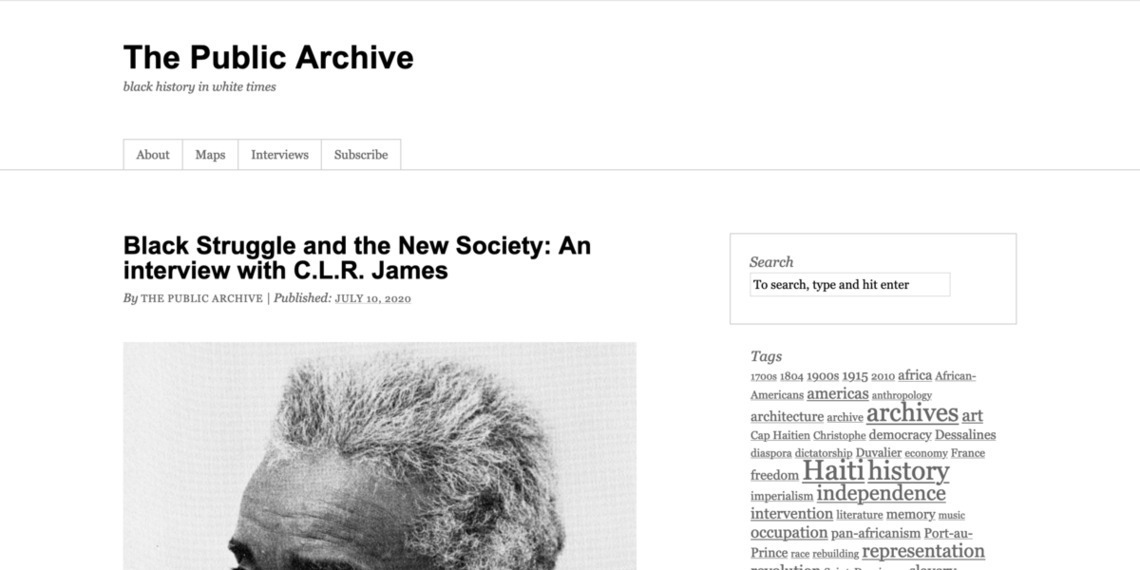 The Public Archive
black history in white times
About Maps Interviews Subscribe
Black Struggle and the New Society: An
interview with C.L.R. James
By THE PUBLIC ARCHIVE | Published: JULY 10, 2020
Search
To search, type and hit enter
Tags
1700s 1804 1900s 1915 2010 africa African-
Americans americas anthropology
architecture archive archives art
Cap Haitien Christophe democracy Dessalines
diaspora dictatorship Duvalier economy France
freedom Haiti history
imperialism independence
intervention literature memory music
occupation pan-africanism Port-au-
Prince race rebuilding representation
revolution slavery